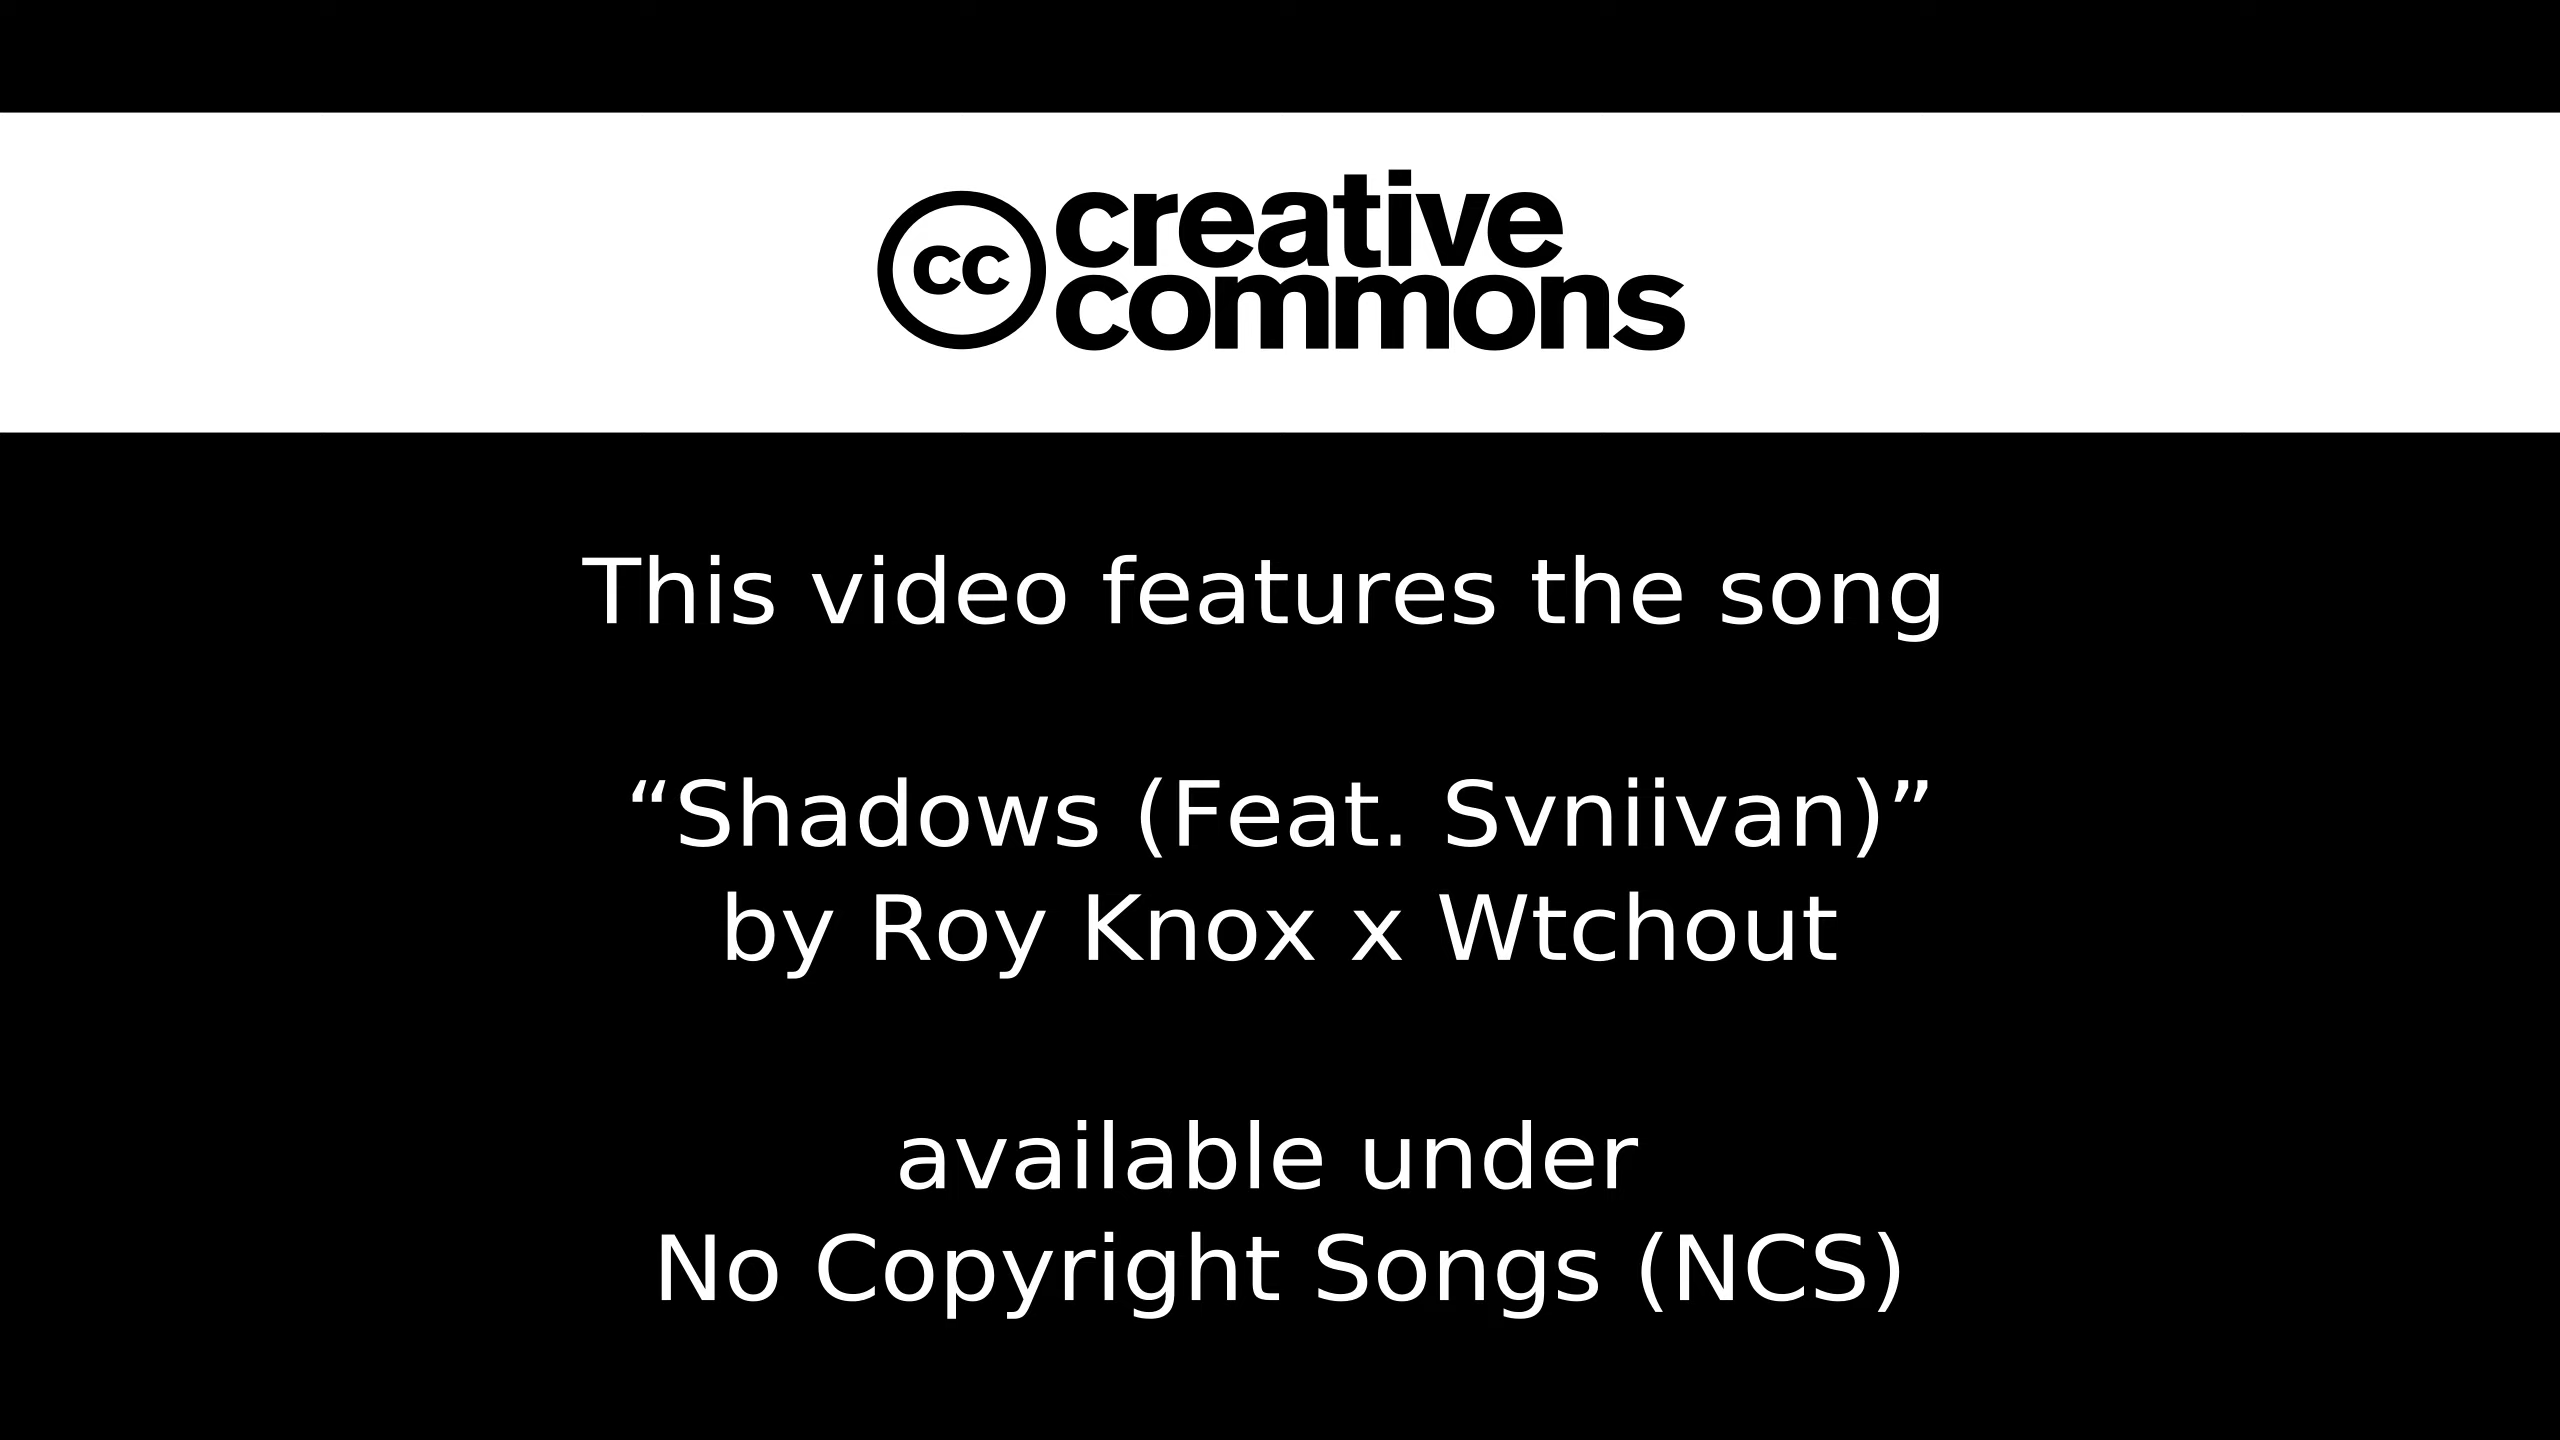 cc creative
commons
This video features the song
“Shadows (Feat. Svniivan)”
by Roy Knox x Wtchout
available under
No Copyright Songs (NCS)